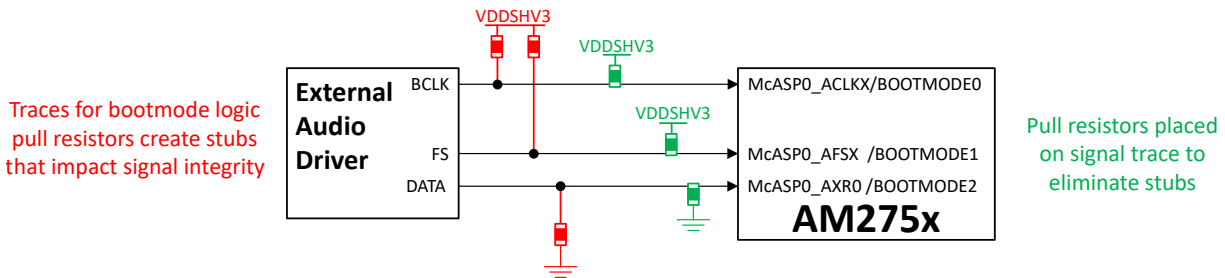 VDDSHV3
VDDSHV3
VDDSHV3
Traces for bootmode logic
pull resistors create stubs
that impact signal integrity
External
Audio
Driver
BCLK
FS
DATA
McASP0_ACLKX/BOOTMODE0
McASP0_AFSX /BOOTMODE1
McASP0_AXR0 /BOOTMODE2
AM275x
Pull resistors placed
on signal trace to
eliminate stubs